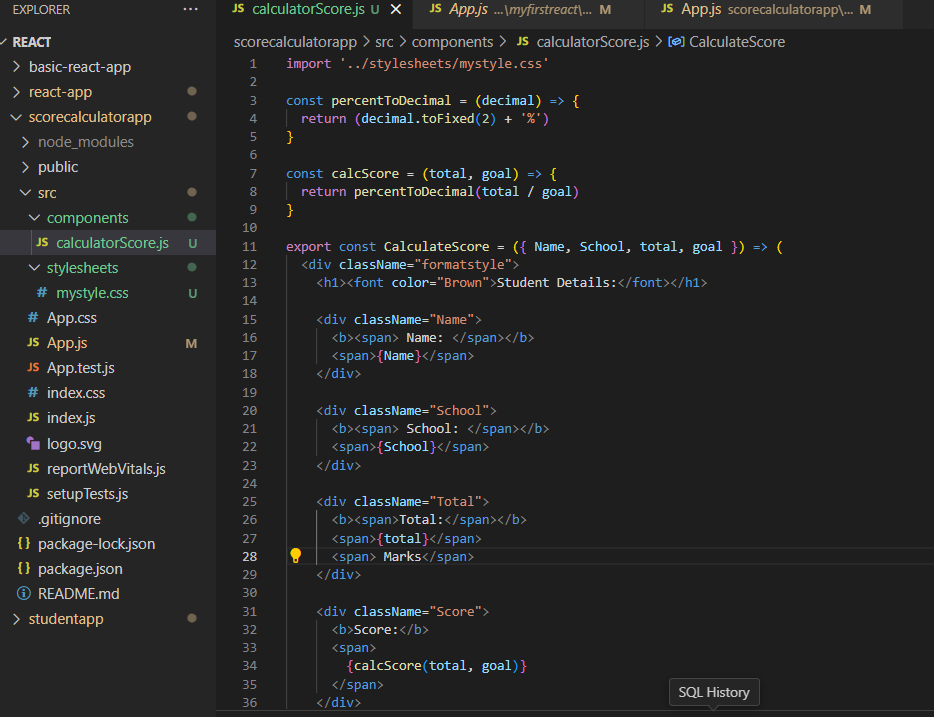 EXPLORER ...
REACT
basic-react-app
react-app
scorecalculatorapp
node_modules
public
src
components
JS calculatorScore.js U
stylesheets
# mystyle.css U
# App.css
JS App.js M
JS App.test.js
# index.css
JS index.js
logo.svg
JS reportWebVitals.js
JS setupTests.js
.gitignore
{} package-lock.json
{} package.json
README.md
studentapp
JS calculatorScore.js U
JS App.js ...\myfirstreact\... M
JS App.js scorecalculatorapp\... M
scorecalculatorapp > src > components > JS calculatorScore.js > CalculateScore
1 import '../stylesheets/mystyle.css'
2
3 const percentToDecimal = (decimal) => {
4 return (decimal.toFixed(2) + '%')
5 }
6
7 const calcScore = (total, goal) => {
8 return percentToDecimal(total / goal)
9 }
10
11 export const CalculateScore = ({ Name, School, total, goal }) => (
12 <div className="formatstyle">
13 <h1><font color="Brown">Student Details:</font></h1>
14
15 <div className="Name">
16 <b><span> Name: </span></b>
17 <span>{Name}</span>
18 </div>
19
20 <div className="School">
21 <b><span> School: </span></b>
22 <span>{School}</span>
23 </div>
24
25 <div className="Total">
26 <b><span>Total:</span></b>
27 <span>{total}</span>
28 <span> Marks</span>
29 </div>
30
31 <div className="Score">
32 <b>Score:</b>
33 <span>
34 {calcScore(total, goal)}
35 </span>
36 </div>
SQL History